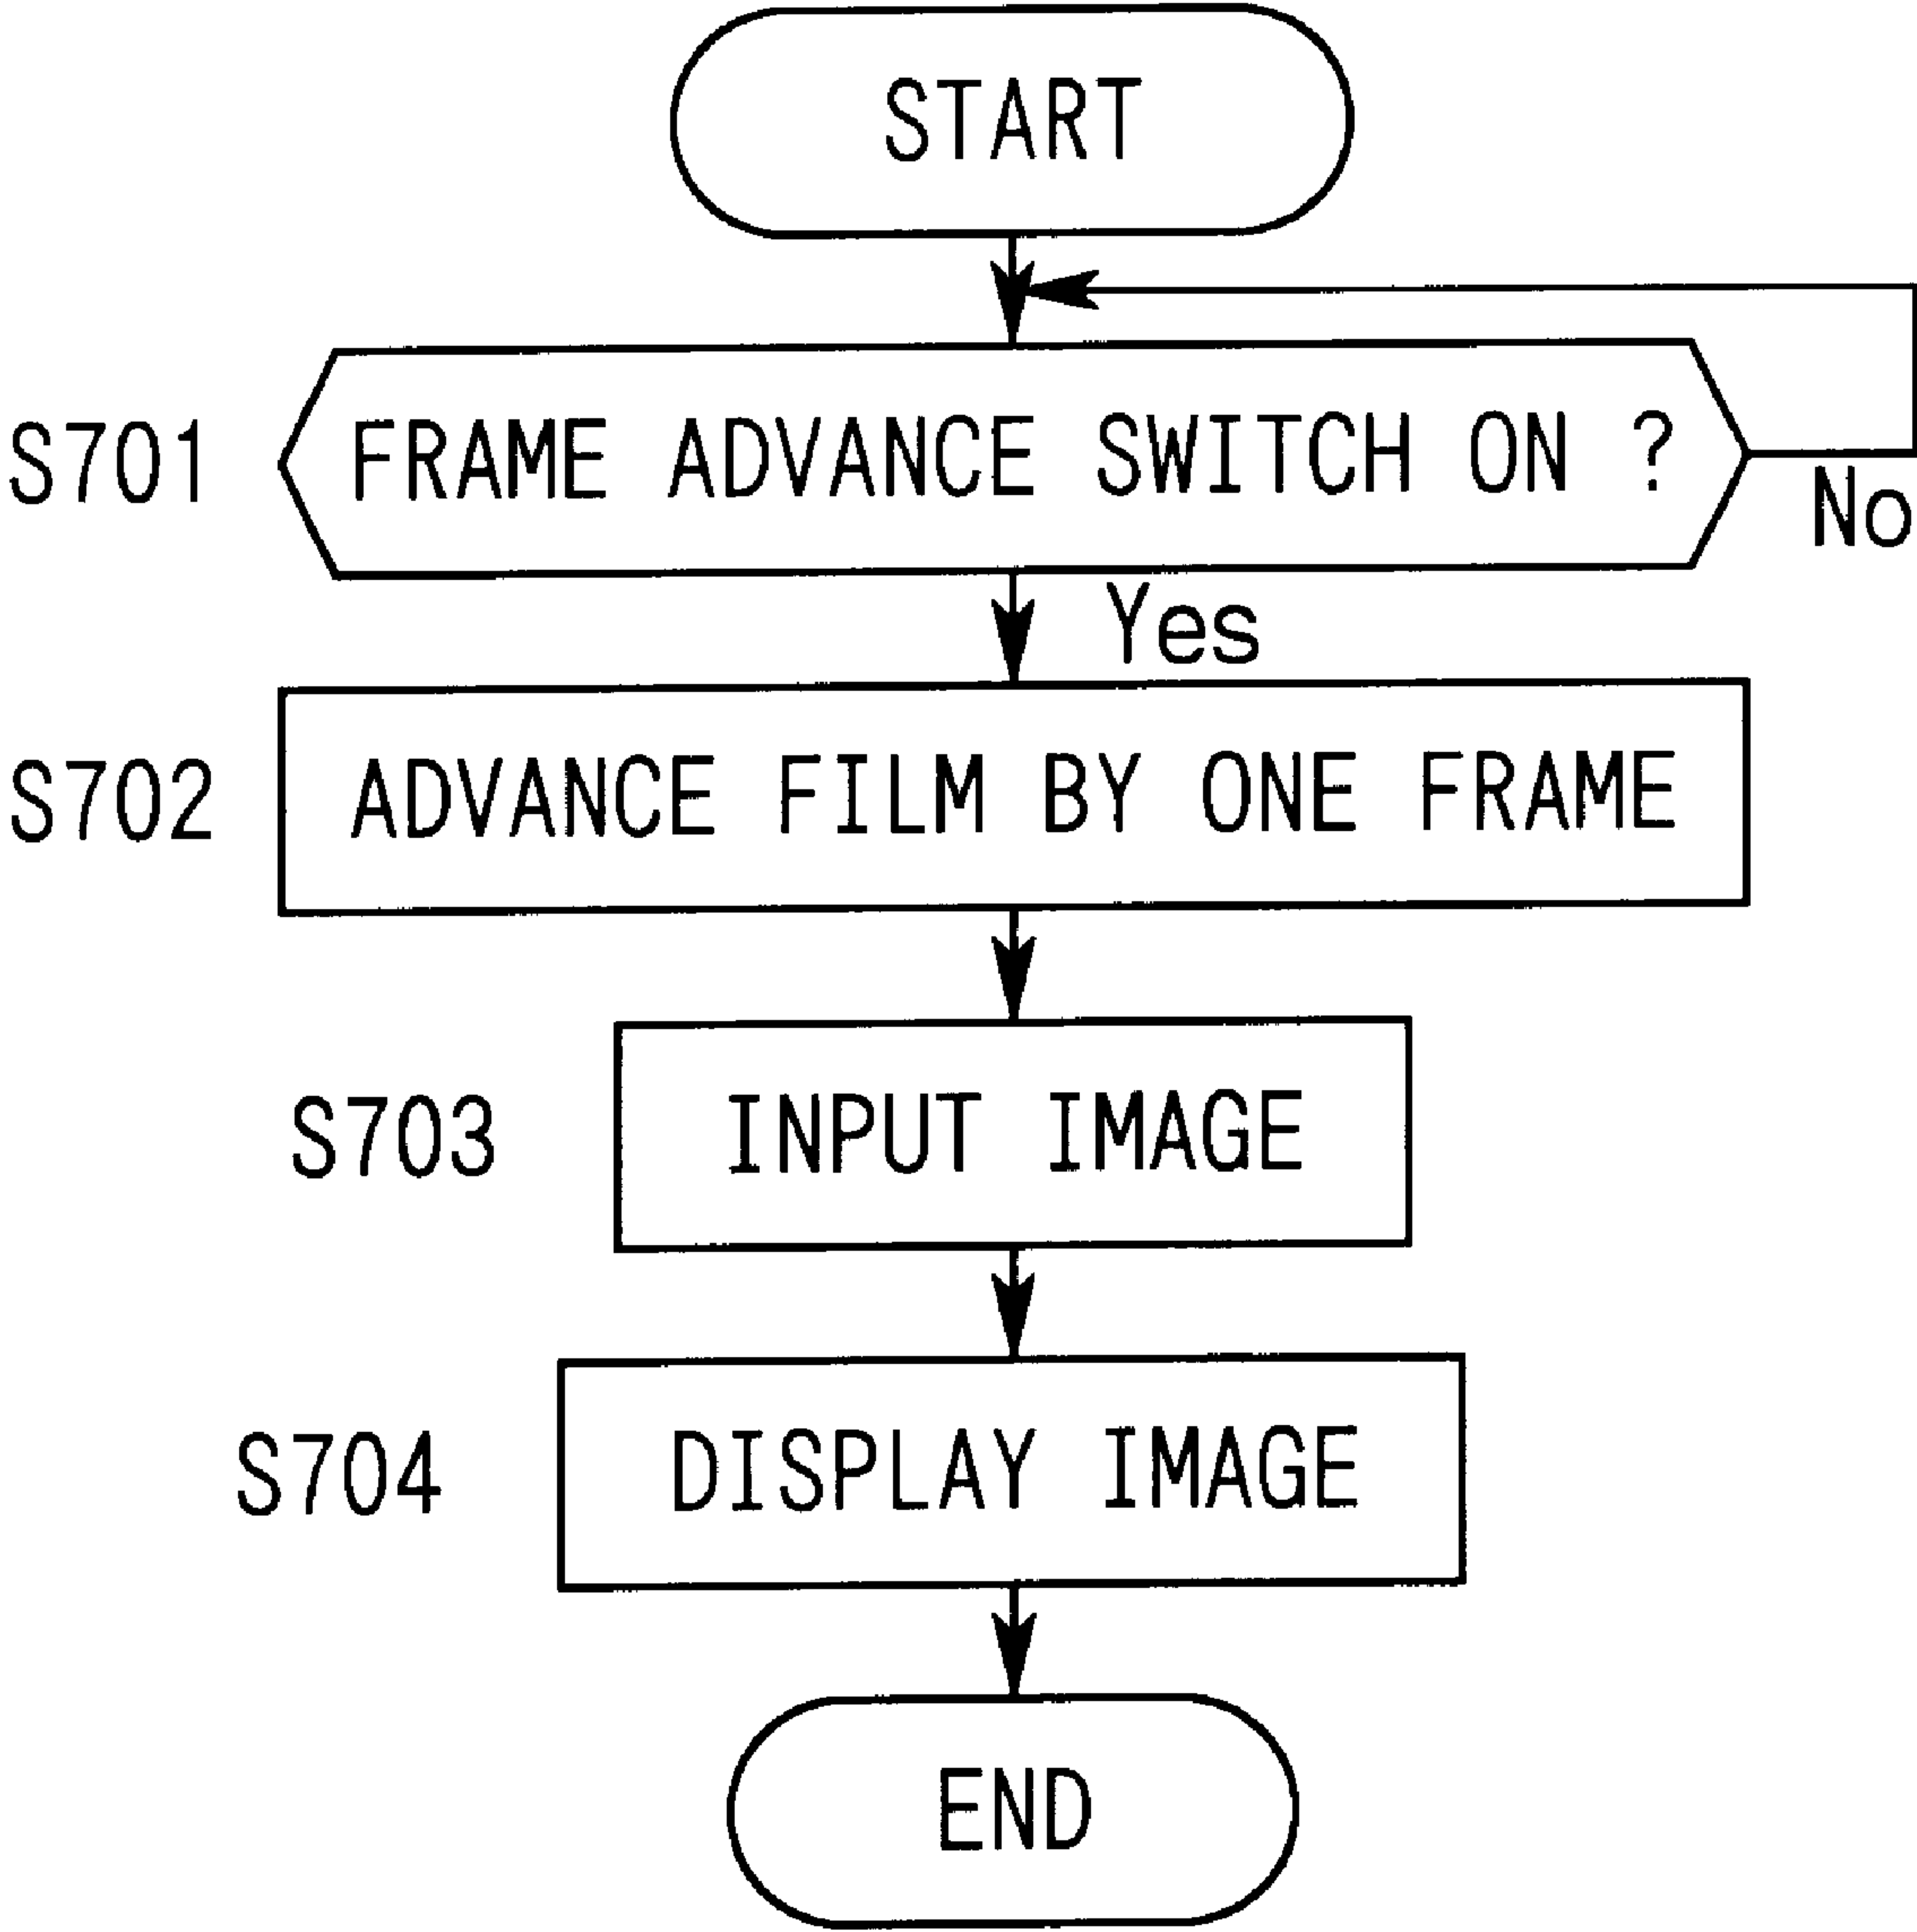 START
S701 FRAME ADVANCE SWITCH ON ?
No
Yes
S702 ADVANCE FILM BY ONE FRAME
S703 INPUT IMAGE
S704 DISPLAY IMAGE
END